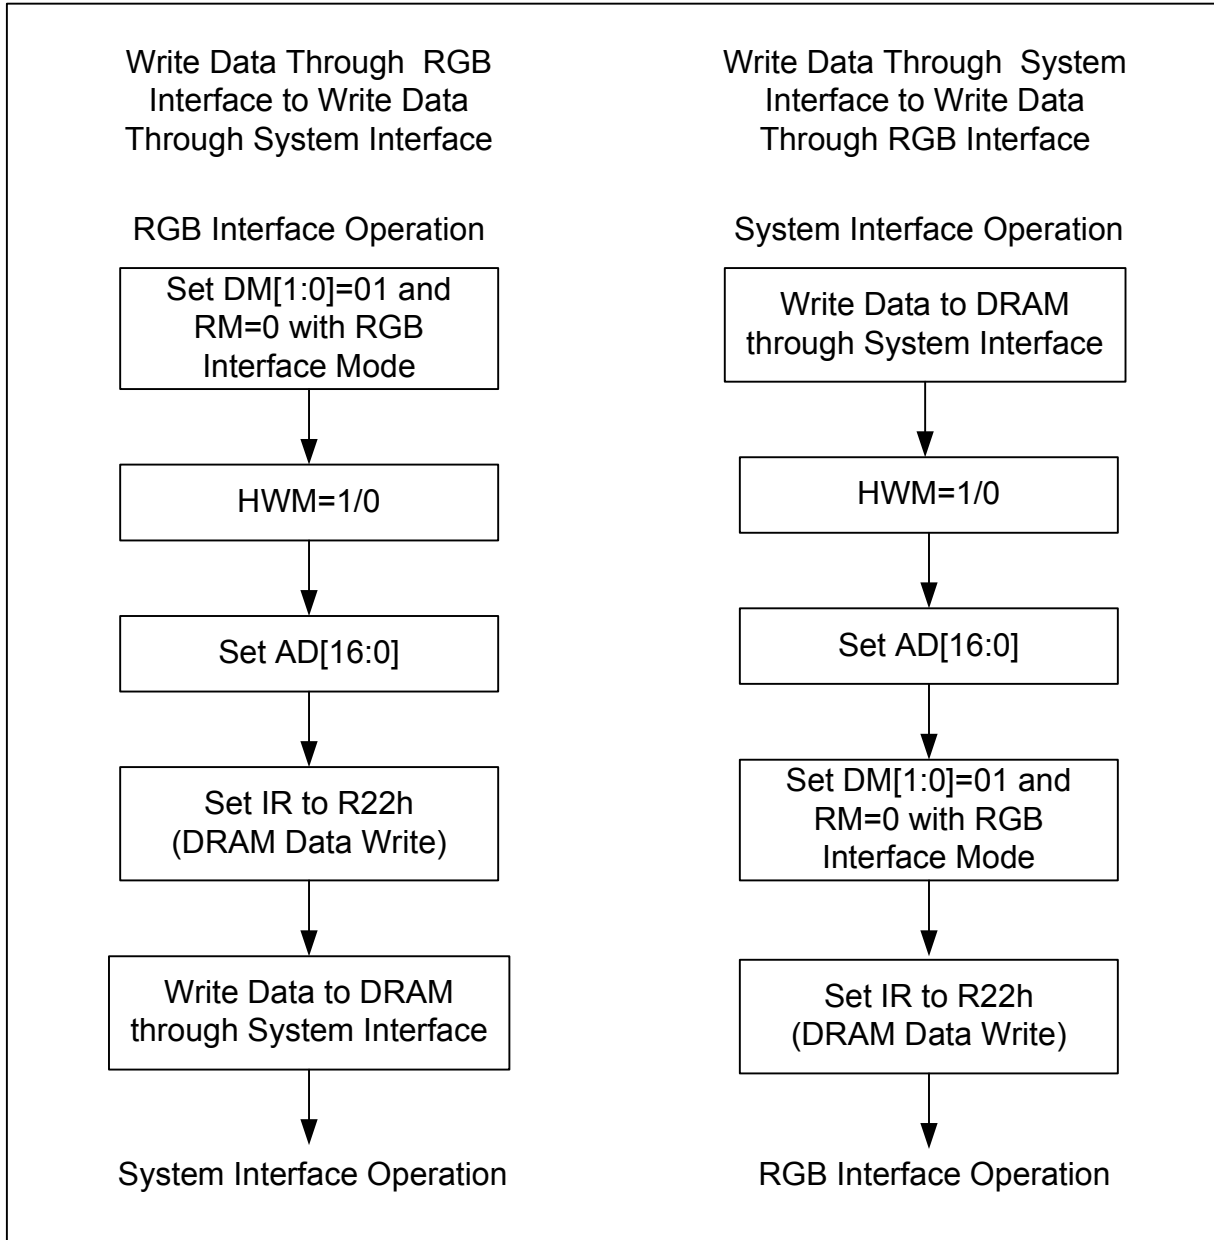 Write Data Through RGB
Interface to Write Data
Through System Interface
RGB Interface Operation
Set DM[1:0]=01 and
RM=0 with RGB
Interface Mode
HWM=1/0
Set AD[16:0]
Set IR to R22h
(DRAM Data Write)
Write Data to DRAM
through System Interface
System Interface Operation
Write Data Through System
Interface to Write Data
Through RGB Interface
System Interface Operation
Write Data to DRAM
through System Interface
HWM=1/0
Set AD[16:0]
Set DM[1:0]=01 and
RM=0 with RGB
Interface Mode
Set IR to R22h
(DRAM Data Write)
RGB Interface Operation